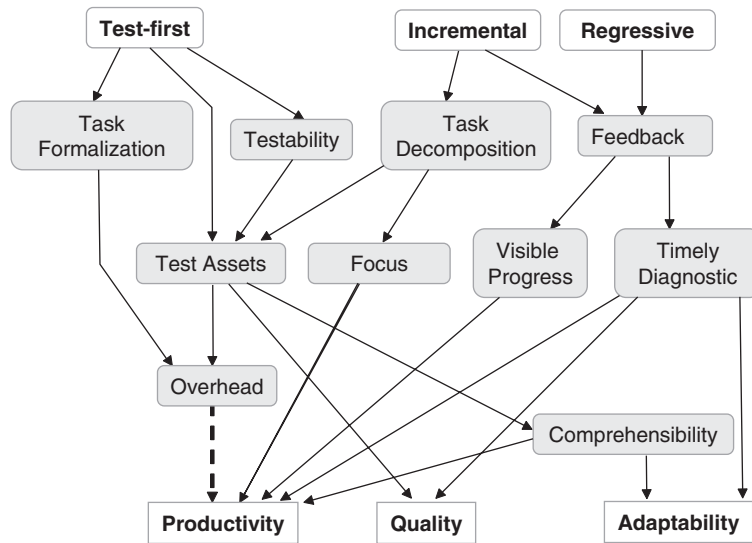 Test-first
Incremental
Regressive
Task
Formalization
Testability
Task
Decomposition
Feedback
Test Assets
Focus
Visible
Progress
Timely
Diagnostic
Overhead
Comprehensibility
Productivity
Quality
Adaptability